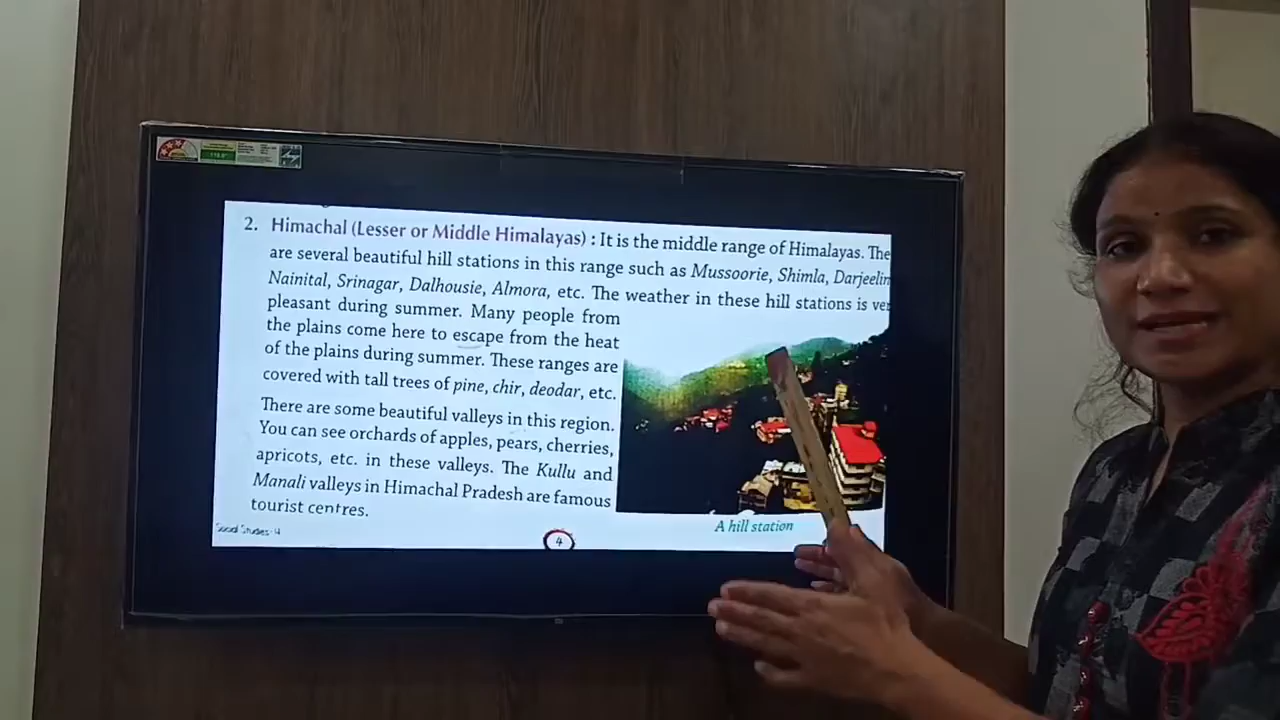 2. Himachal (Lesser or Middle Himalayas) : It is the middle range of Himalayas. The
are several beautiful hill stations in this range such as Mussoorie, Shimla, Darjeelin
Nainital, Srinagar, Dalhousie, Almora, etc. The weather in these hill stations is ver
pleasant during summer. Many people from
the plains come here to escape from the heat
of the plains during summer. These ranges are
covered with tall trees of pine, chir, deodar, etc.
There are some beautiful valleys in this region.
You can see orchards of apples, pears, cherries,
apricots, etc. in these valleys. The Kullu and
Manali valleys in Himachal Pradesh are famous
tourist centres.
A hill station
Social Studies-4
4